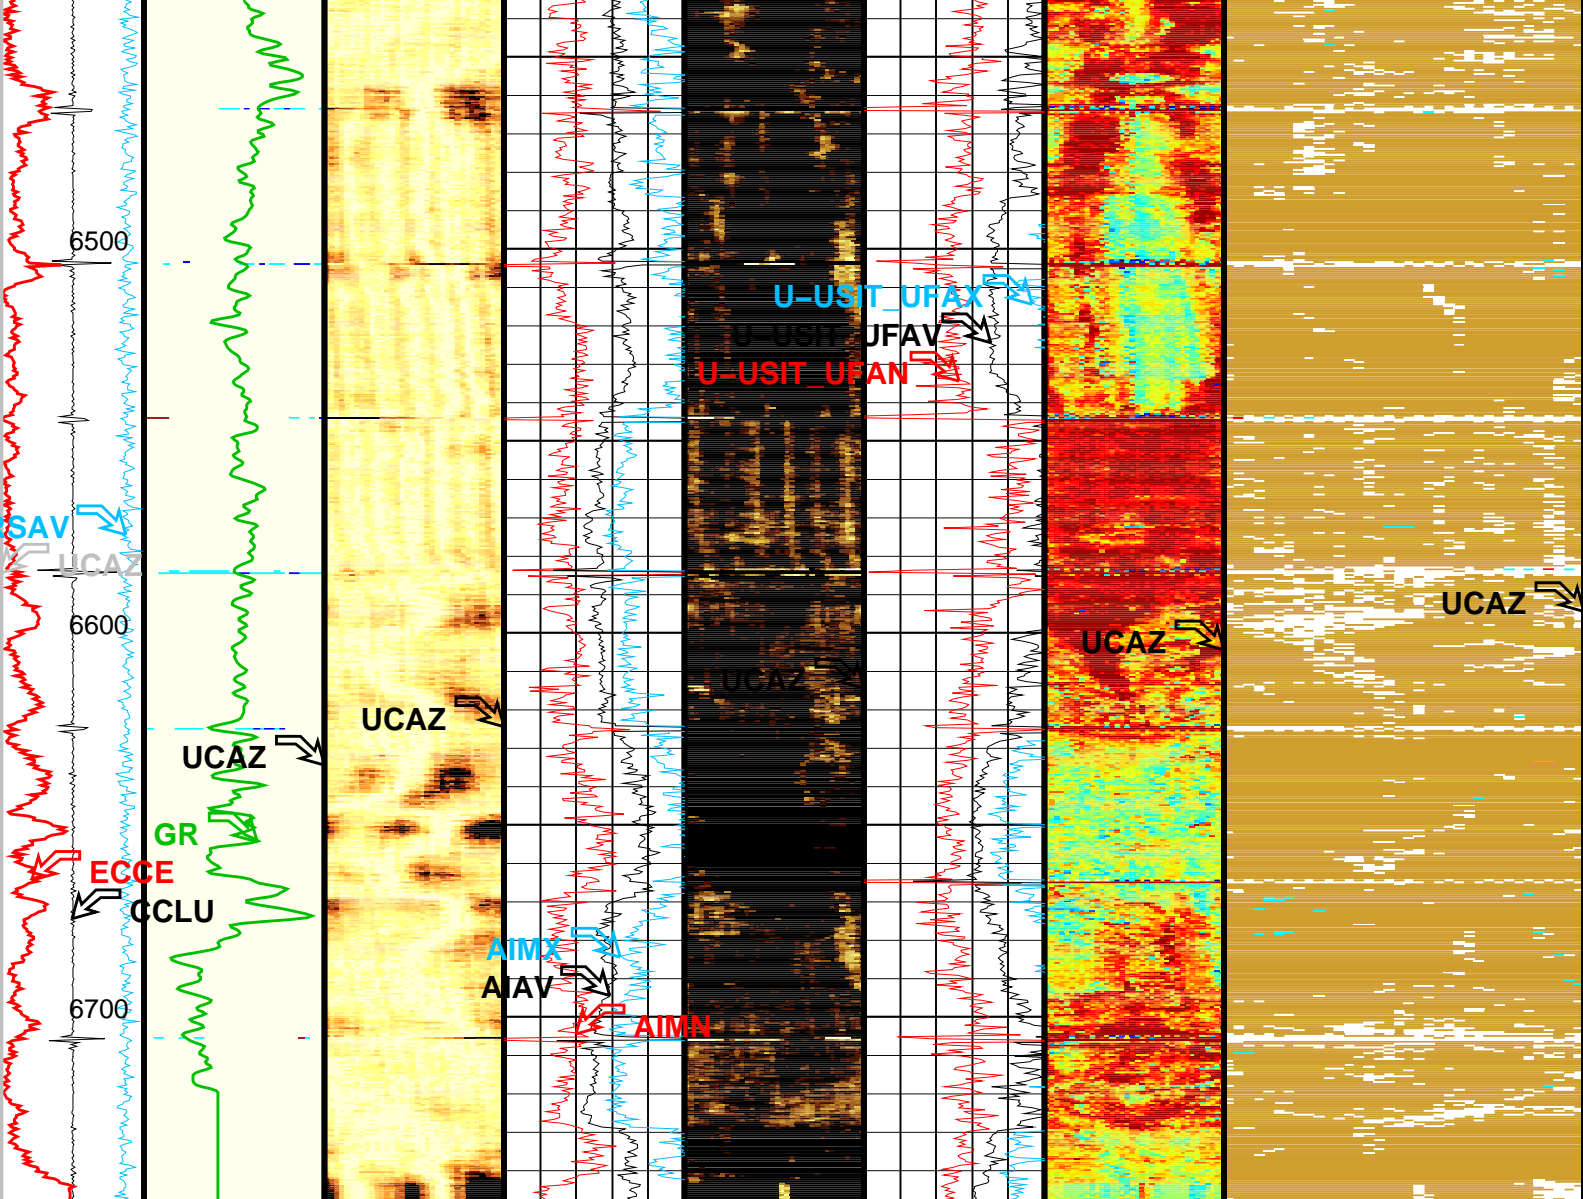 6500
U-USIT_UFAX
U-USIT_UFAV
U-USIT_UFAN
SAV
UCAZ
UCAZ
6600
UCAZ
UCAZ
UCAZ
UCAZ
GR
ECCE
CCLU
AIMX
AIAV
6700
AIMN